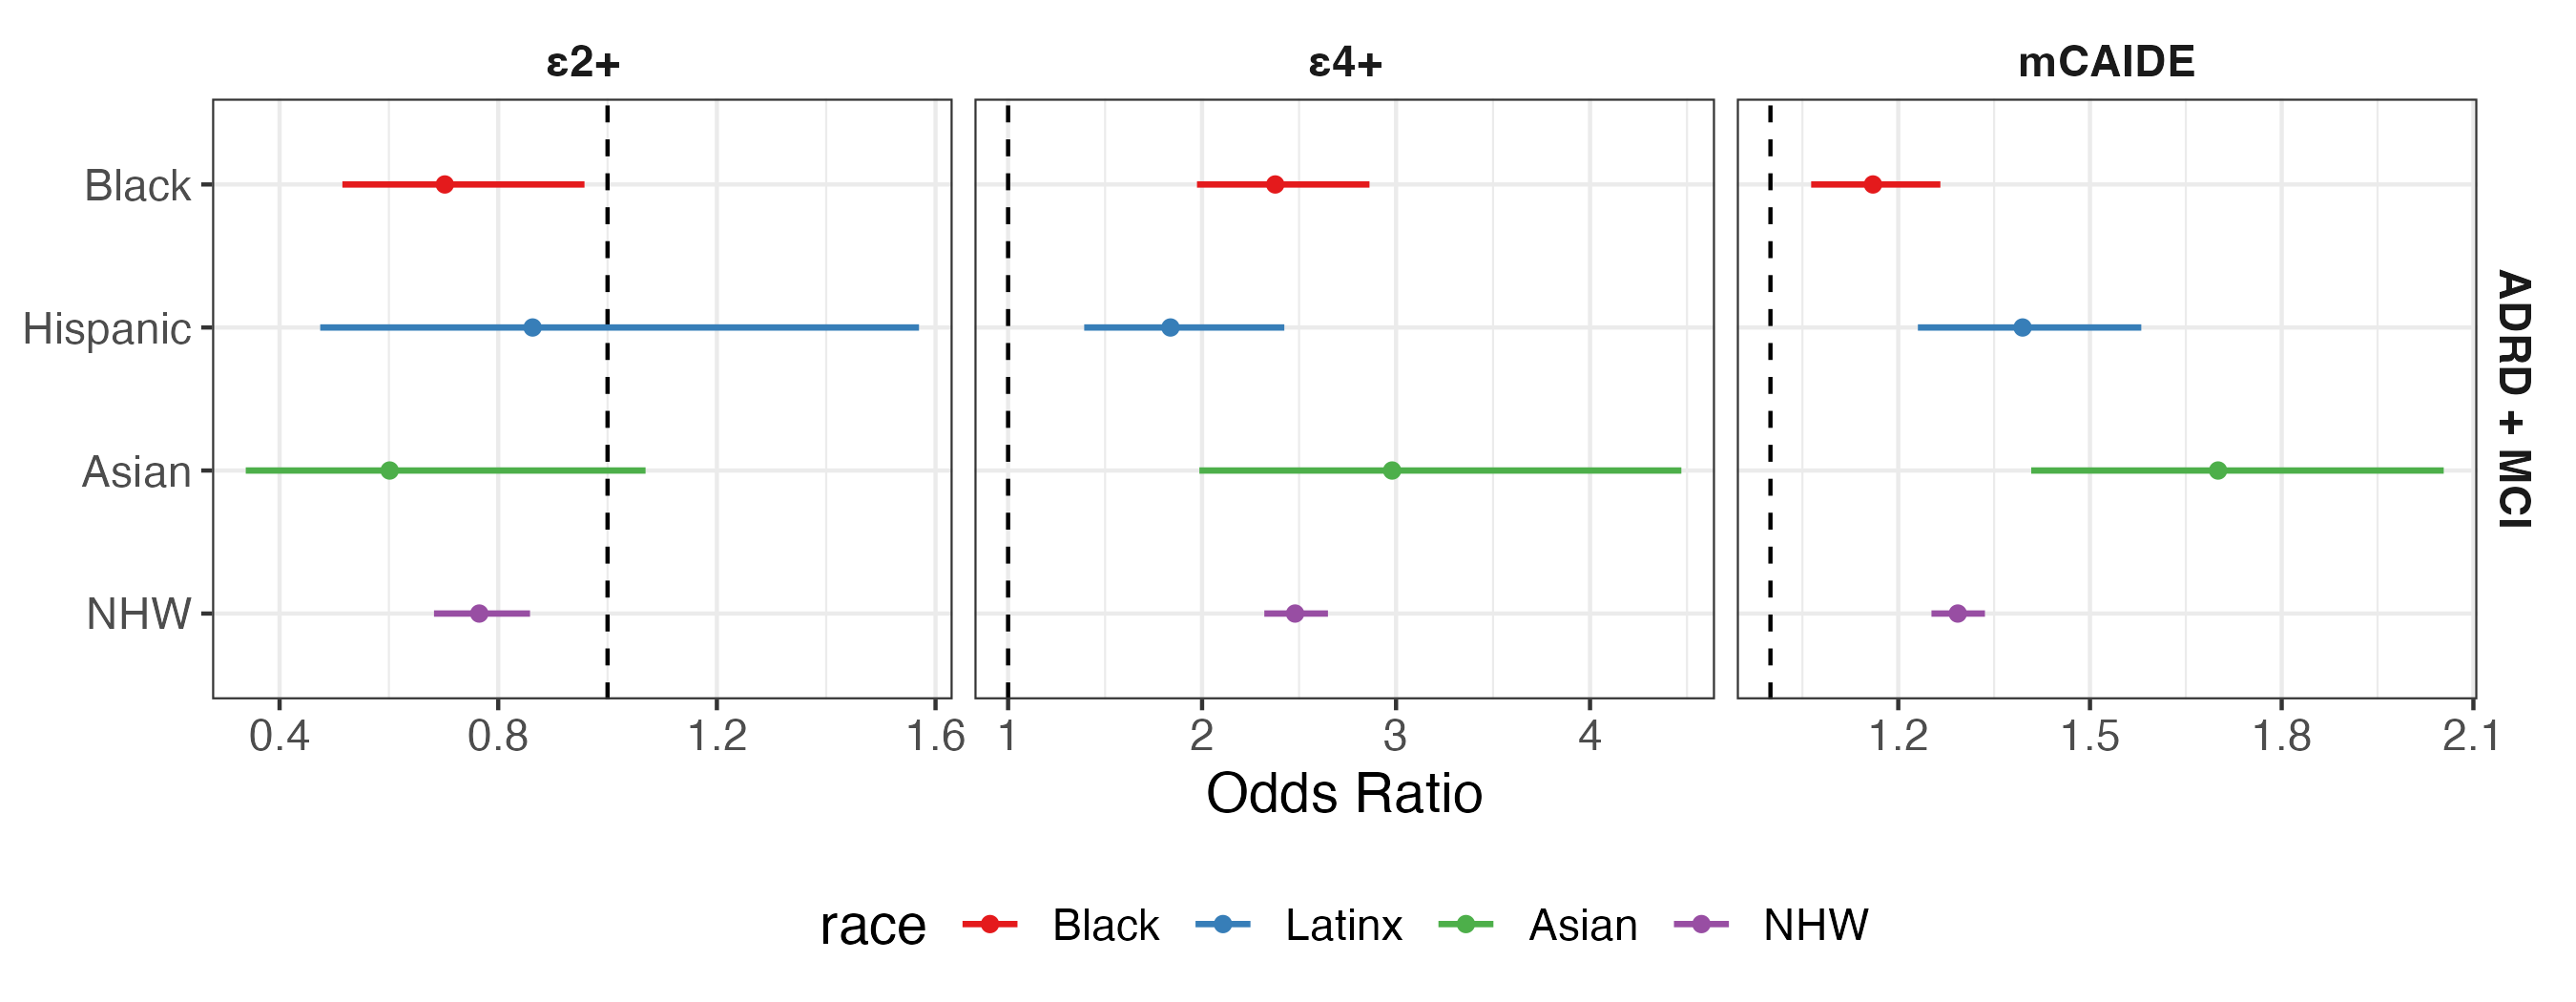 ε2+ ε4+ mCAIDE
Black
Hispanic
Asian
NHW
ADRD + MCI
0.4 0.8 1.2 1.6 1 2 3 4 1.2 1.5 1.8 2.1
Odds Ratio
race Black Latinx Asian NHW